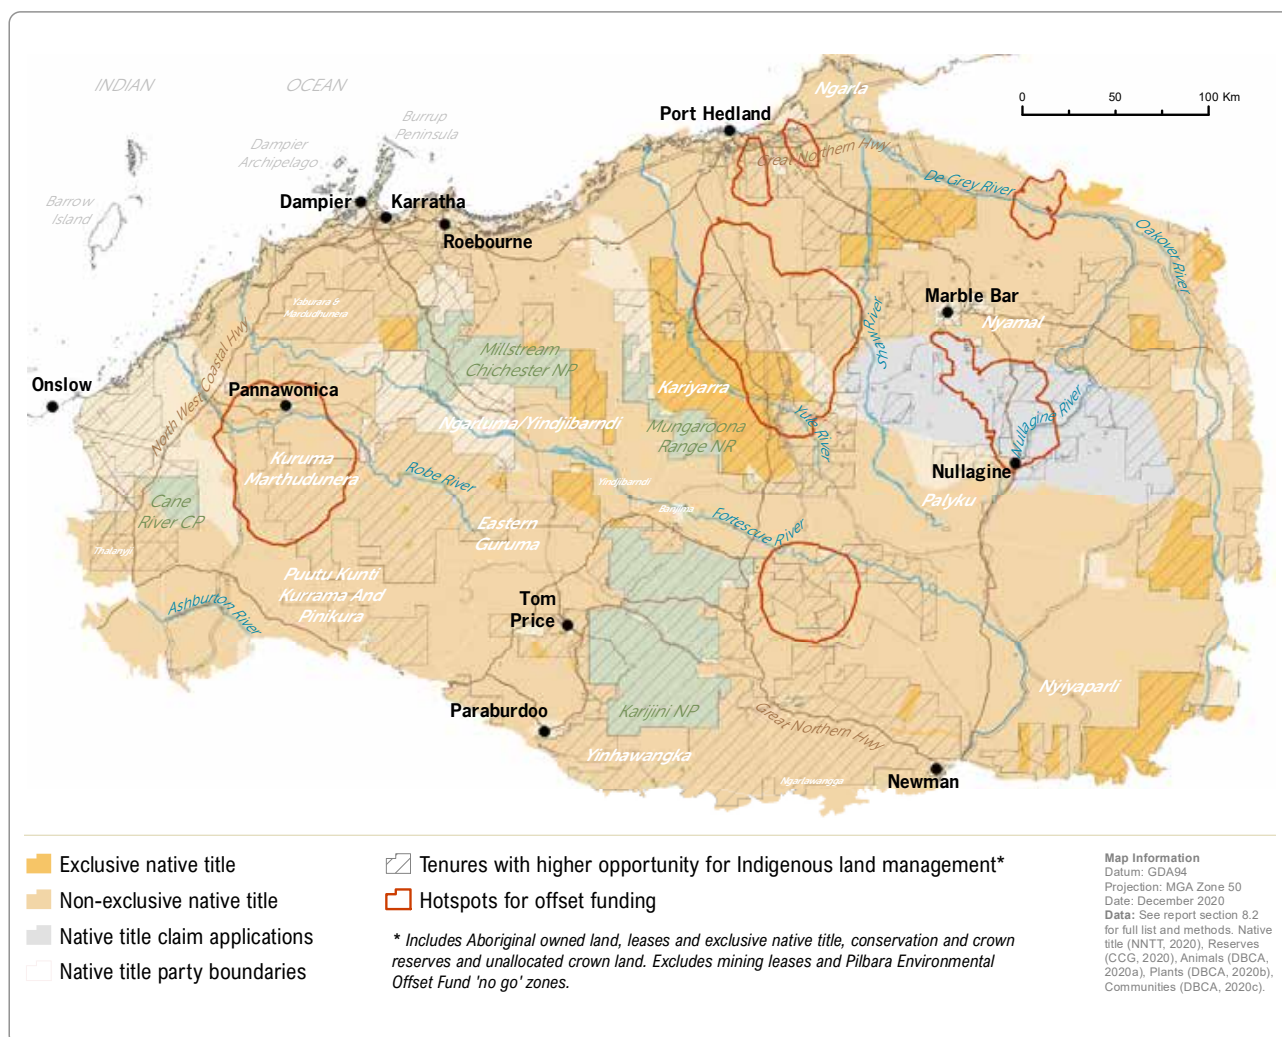 INDIAN
OCEAN
Burrup
Peninsula
Dampier
Archipelago
Barrow
Island
Port Hedland
Ngarla
0 50 100 Km
Great Northern Hwy
De Grey River
Oakover River
Dampier
Karratha
Roebourne
Yaburara &
Mardudhunera
North West Coastal Hwy
Millstream
Chichester NP
Marble Bar
Nyamal
Shaw River
Onslow
Pannawonica
Kariyarra
Yule River
Ngarluma/Yindjibarndi
Mungaroona
Range NR
Nullagine River
Nullagine
Kuruma
Marthudunera
Robe River
Yindjibarndi
Banjima
Palyku
Cane
River CP
Eastern
Guruma
Fortescue River
Thalanyji
Puutu Kunti
Kurrama And
Pinikura
Ashburton River
Tom
Price
Nyiyaparli
Paraburdoo
Karijini NP
Great Northern Hwy
Yinhawangka
Ngarlawangga
Newman
Exclusive native title
Non-exclusive native title
Native title claim applications
Native title party boundaries
Tenures with higher opportunity for Indigenous land management*
Hotspots for offset funding
* Includes Aboriginal owned land, leases and exclusive native title, conservation and crown
reserves and unallocated crown land. Excludes mining leases and Pilbara Environmental
Offset Fund 'no go' zones.
Map Information
Datum: GDA94
Projection: MGA Zone 50
Date: December 2020
Data: See report section 8.2
for full list and methods. Native
title (NNTT, 2020), Reserves
(CCG, 2020), Animals (DBCA,
2020a), Plants (DBCA, 2020b),
Communities (DBCA, 2020c).